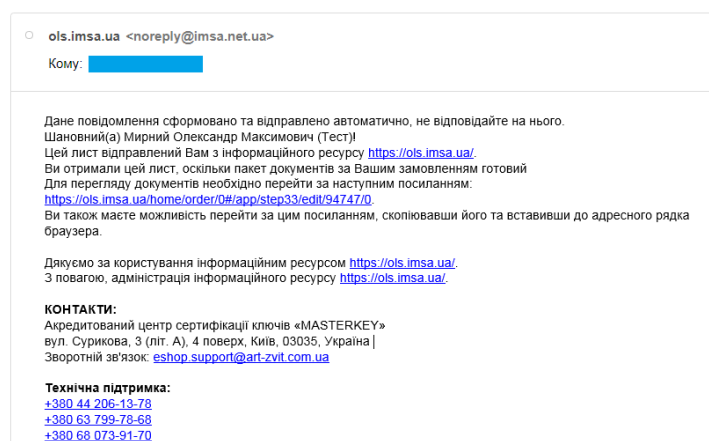 ols.imsa.ua <noreply@imsa.net.ua>
Кому:
Дане повідомлення сформовано та відправлено автоматично, не відповідайте на нього.
Шановний(а) Мирний Олександр Максимович (Тест)!
Цей лист відправлений Вам з інформаційного ресурсу https://ols.imsa.ua/.
Ви отримали цей лист, оскільки пакет документів за Вашим замовленням готовий
Для перегляду документів необхідно перейти за наступним посиланням:
https://ols.imsa.ua/home/order/0#/app/step33/edit/94747/0.
Ви також маєте можливість перейти за цим посиланням, скопіювавши його та вставивши до адресного рядка
браузера.
Дякуємо за користування інформаційним ресурсом https://ols.imsa.ua/.
З повагою, адміністрація інформаційного ресурсу https://ols.imsa.ua/.
КОНТАКТИ:
Акредитований центр сертифікації ключів «MASTERKEY»
вул. Сурикова, 3 (літ. А), 4 поверх, Київ, 03035, Україна
Зворотній зв'язок: eshop.support@art-zvit.com.ua
Технічна підтримка:
+380 44 206-13-78
+380 63 799-78-68
+380 68 073-91-70